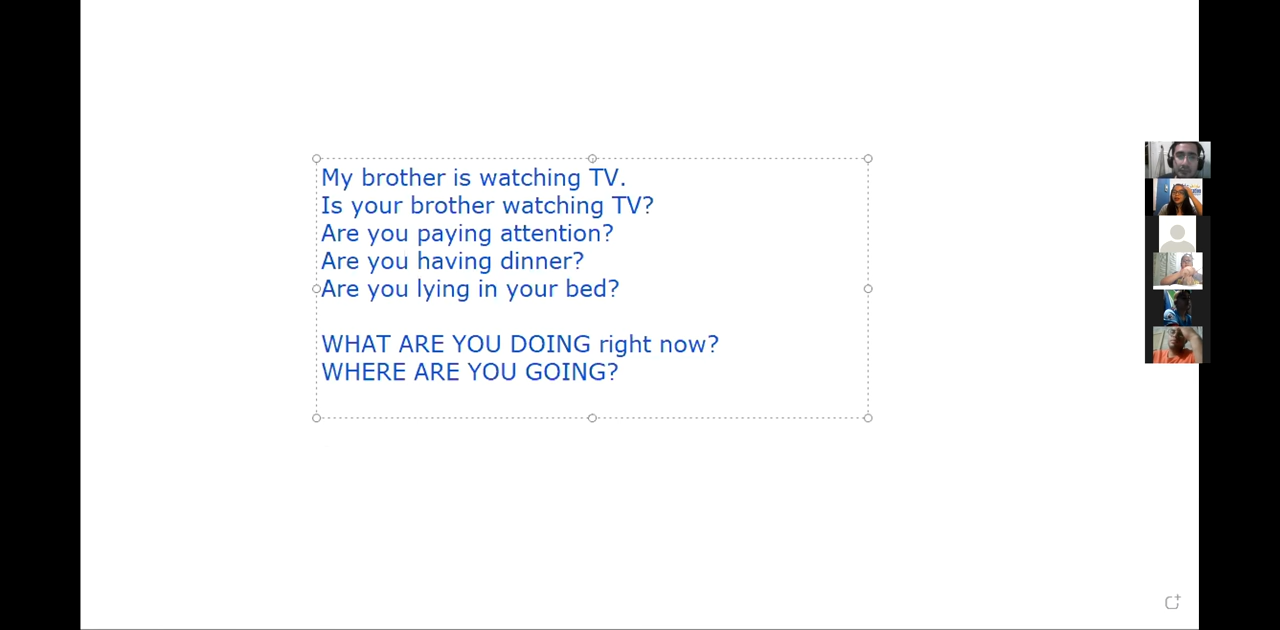 My brother is watching TV.
Is your brother watching TV?
Are you paying attention?
Are you having dinner?
Are you lying in your bed?
WHAT ARE YOU DOING right now?
WHERE ARE YOU GOING?